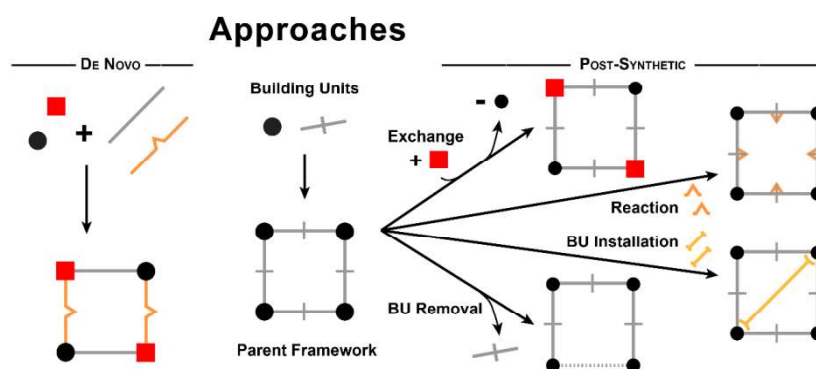 Approaches
De Novo
Post-Synthetic
+
Building Units
-
Exchange
+
Reaction
BU Installation
BU Removal
Parent Framework